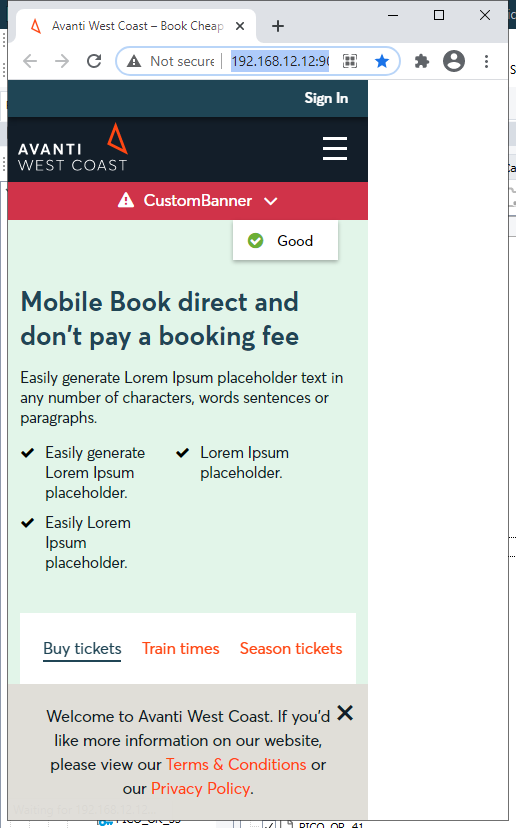 Avanti West Coast – Book Cheap
Not secure
192.168.12.12:90
Sign In
AVANTI
WEST COAST
CustomBanner
Good
Mobile Book direct and
don't pay a booking fee
Easily generate Lorem Ipsum placeholder text in
any number of characters, words sentences or
paragraphs.
Easily generate
Lorem Ipsum
placeholder.
Lorem Ipsum
placeholder.
Easily Lorem
Ipsum
placeholder.
Buy tickets Train times Season tickets
Welcome to Avanti West Coast. If you'd
like more information on our website,
please view our Terms & Conditions or
our Privacy Policy.